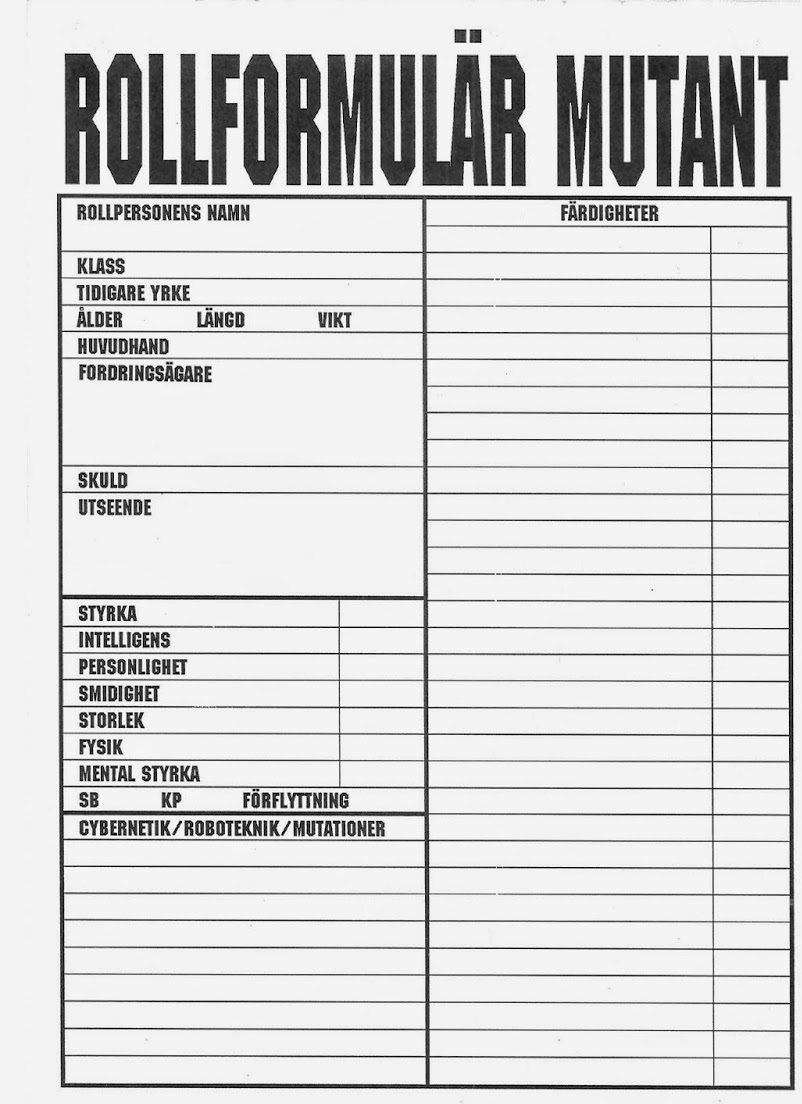 ROLLFORMULÄR MUTANT
ROLLPERSONENS NAMN
KLASS
TIDIGARE YRKE
ÅLDER LÄNGD VIKT
HUVUDHAND
FORDRINGSÄGARE
SKULD
UTSEENDE
STYRKA
INTELLIGENS
PERSONLIGHET
SMIDIGHET
STORLEK
FYSIK
MENTAL STYRKA
SB KP FÖRFLYTTNING
CYBERNETIK/ROBOTEKNIK/MUTATIONER
FÄRDIGHETER